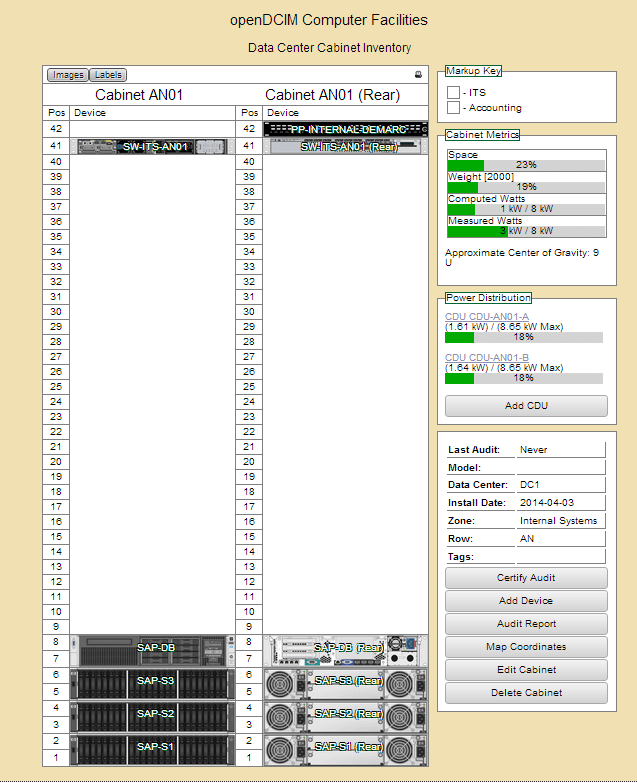 openDCIM Computer Facilities
Data Center Cabinet Inventory
Images Labels
Cabinet AN01 Cabinet AN01 (Rear)
Pos Device Pos Device
42 42 PP-INTERNAL-DEMARC
41 SW-ITS-AN01 41 SW-ITS-AN01 (Rear)
40 40
39 39
38 38
37 37
36 36
35 35
34 34
33 33
32 32
31 31
30 30
29 29
28 28
27 27
26 26
25 25
24 24
23 23
22 22
21 21
20 20
19 19
18 18
17 17
16 16
15 15
14 14
13 13
12 12
11 11
10 10
9 9
8 SAP-DB 8 SAP-DB (Rear)
7 7
6 SAP-S3 6 SAP-S3 (Rear)
5 5
4 SAP-S2 4 SAP-S2 (Rear)
3 3
2 SAP-S1 2 SAP-S1 (Rear)
1 1
Markup Key
- ITS
- Accounting
Cabinet Metrics
Space
23%
Weight [2000]
19%
Computed Watts
1 kW / 8 kW
Measured Watts
3 kW / 8 kW
Approximate Center of Gravity: 9
U
Power Distribution
CDU CDU-AN01-A
(1.61 kW) / (8.65 kW Max)
18%
CDU CDU-AN01-B
(1.64 kW) / (8.65 kW Max)
18%
Add CDU
Last Audit: Never
Model:
Data Center: DC1
Install Date: 2014-04-03
Zone: Internal Systems
Row: AN
Tags:
Certify Audit
Add Device
Audit Report
Map Coordinates
Edit Cabinet
Delete Cabinet